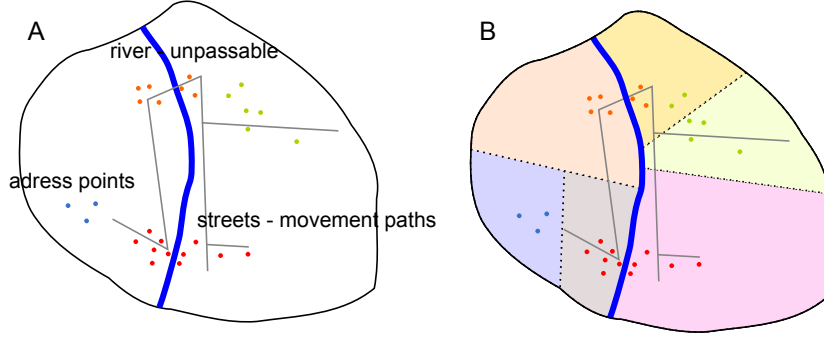 A
B
river - unpassable
adress points
streets - movement paths